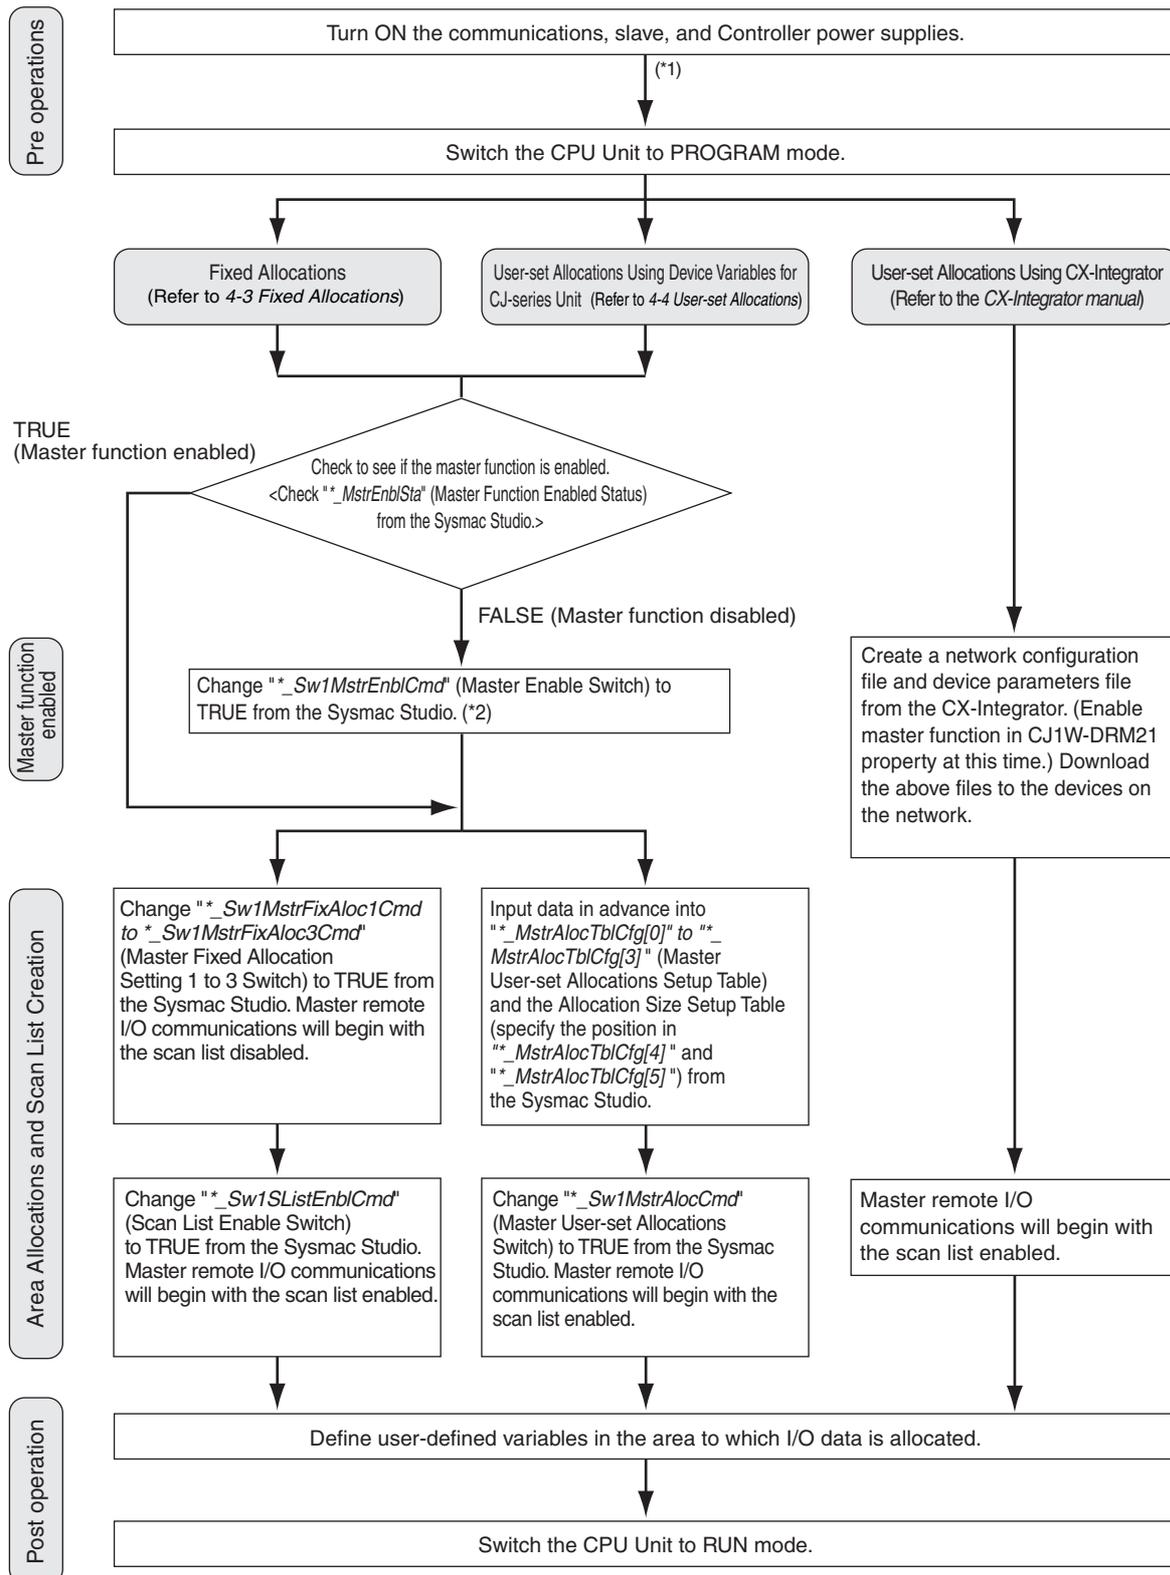 Pre operations
Turn ON the communications, slave, and Controller power supplies.
(*1)
Switch the CPU Unit to PROGRAM mode.
Fixed Allocations
(Refer to 4-3 Fixed Allocations)
User-set Allocations Using Device Variables for
CJ-series Unit (Refer to 4-4 User-set Allocations)
User-set Allocations Using CX-Integrator
(Refer to the CX-Integrator manual)
TRUE
(Master function enabled)
Check to see if the master function is enabled.
<Check "*_MstrEnblSta" (Master Function Enabled Status)
from the Sysmac Studio.>
FALSE (Master function disabled)
Master function
enabled
Change "*_Sw1MstrEnblCmd" (Master Enable Switch) to
TRUE from the Sysmac Studio. (*2)
Create a network configuration
file and device parameters file
from the CX-Integrator. (Enable
master function in CJ1W-DRM21
property at this time.) Download
the above files to the devices on
the network.
Area Allocations and Scan List Creation
Change "*_Sw1MstrFixAloc1Cmd
to *_Sw1MstrFixAloc3Cmd"
(Master Fixed Allocation
Setting 1 to 3 Switch) to TRUE from
the Sysmac Studio. Master remote
I/O communications will begin with
the scan list disabled.
Input data in advance into
"*_MstrAlocTblCfg[0]" to "*_
MstrAlocTblCfg[3] " (Master
User-set Allocations Setup Table)
and the Allocation Size Setup Table
(specify the position in
"*_MstrAlocTblCfg[4] " and
"*_MstrAlocTblCfg[5] ") from
the Sysmac Studio.
Change "*_Sw1SListEnblCmd"
(Scan List Enable Switch)
to TRUE from the Sysmac Studio.
Master remote I/O communications
will begin with the scan list enabled.
Change "*_Sw1MstrAlocCmd"
(Master User-set Allocations
Switch) to TRUE from the Sysmac
Studio. Master remote I/O
communications will begin with the
scan list enabled.
Master remote I/O
communications will begin with
the scan list enabled.
Post operation
Define user-defined variables in the area to which I/O data is allocated.
Switch the CPU Unit to RUN mode.